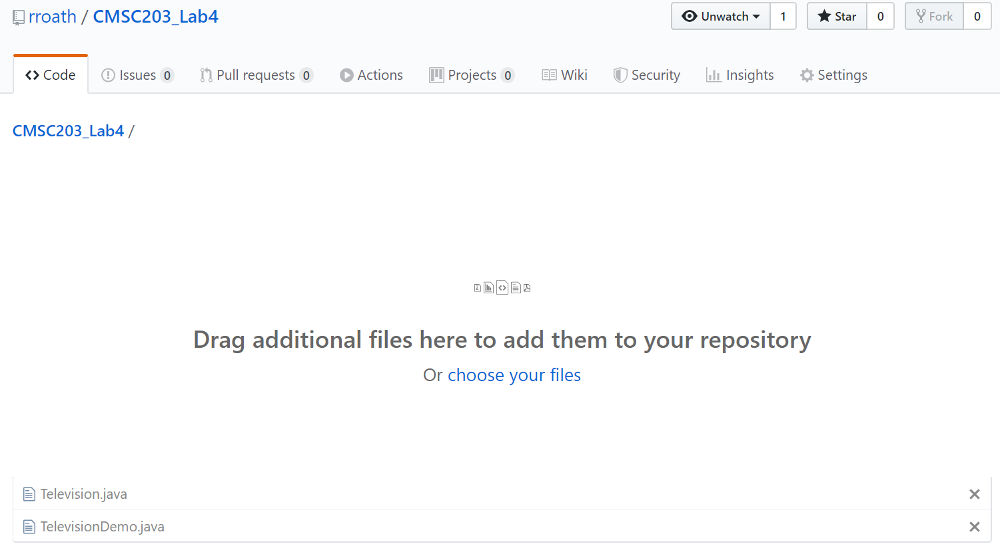 rroath / CMSC203_Lab4 Unwatch 1 Star 0 Fork 0
Code Issues 0 Pull requests 0 Actions Projects 0 Wiki Security Insights Settings
CMSC203_Lab4 /
Drag additional files here to add them to your repository
Or choose your files
Television.java
TelevisionDemo.java